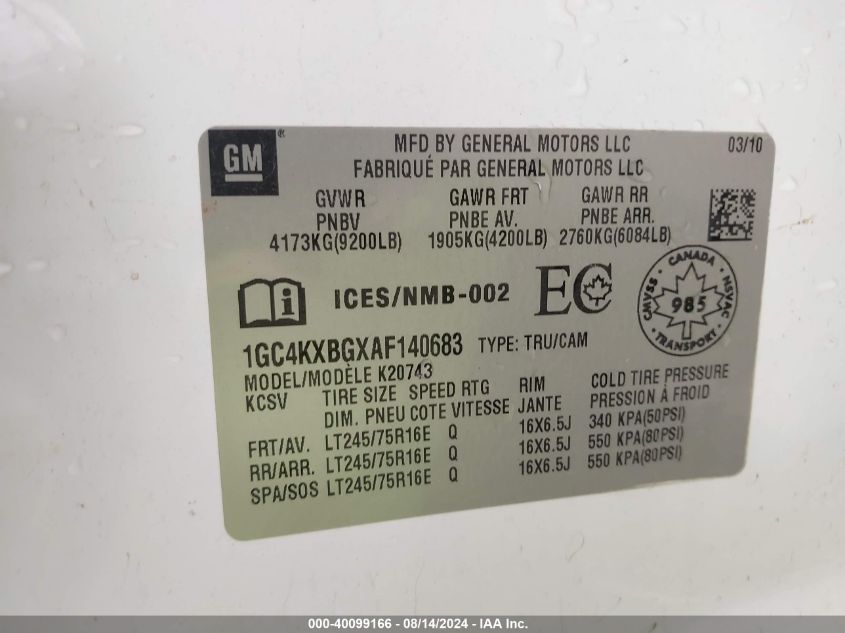 GM®
MFD BY GENERAL MOTORS LLC 03/10
FABRIQUÉ PAR GENERAL MOTORS LLC
GVWR GAWR FRT GAWR RR
PNBV PNBE AV. PNBE ARR.
4173KG(9200LB) 1905KG(4200LB) 2760KG(6084LB)
ICES/NMB-002 EC
CANADA
CMVSS 985 NSVAC
TRANSPORT
1GC4KXBGXAF140683 TYPE: TRU/CAM
MODEL/MODÈLE K20743
KCSV TIRE SIZE SPEED RTG RIM COLD TIRE PRESSURE
DIM. PNEU COTE VITESSE JANTE PRESSION À FROID
FRT/AV. LT245/75R16E Q 16X6.5J 340 KPA(50PSI)
RR/ARR. LT245/75R16E Q 16X6.5J 550 KPA(80PSI)
SPA/SOS LT245/75R16E Q 16X6.5J 550 KPA(80PSI)
000-40099166 - 08/14/2024 - IAA Inc.